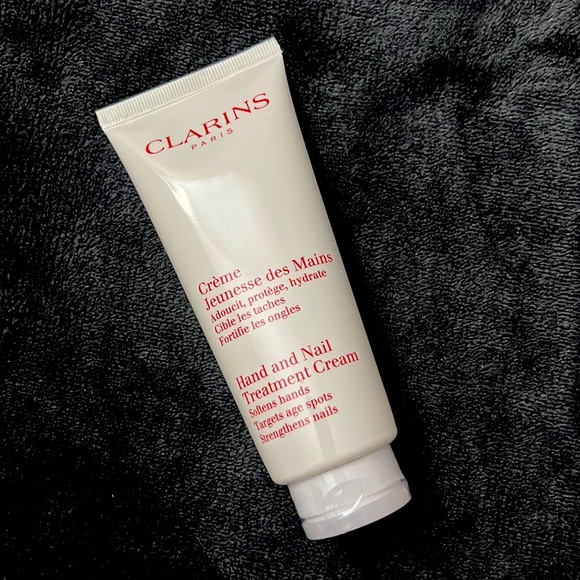 CLARINS
PARIS
Crème
Jeunesse des Mains
Adoucit, protège, hydrate
Cible les taches
Fortifie les ongles
Hand and Nail
Treatment Cream
Softens hands
Targets age spots
Strengthens nails